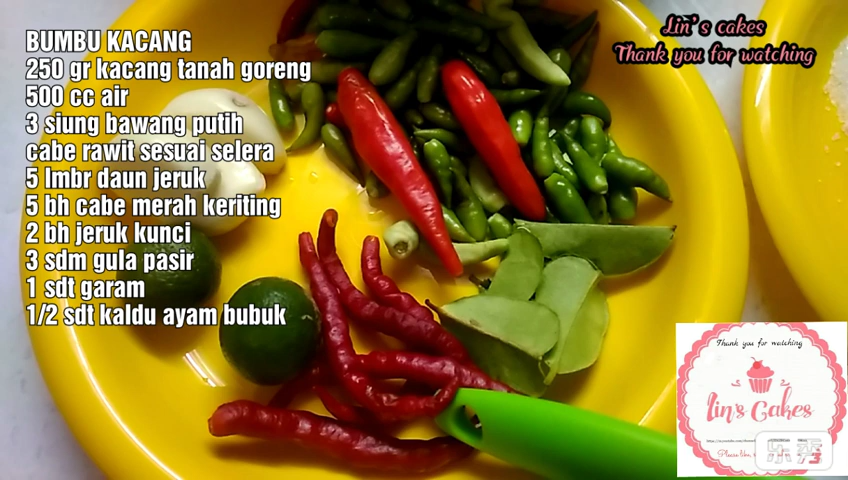 BUMBU KACANG
250 gr kacang tanah goreng
500 cc air
3 siung bawang putih
cabe rawit sesuai selera
5 lmbr daun jeruk
5 bh cabe merah keriting
2 bh jeruk kunci
3 sdm gula pasir
1 sdt garam
1/2 sdt kaldu ayam bubuk
Lin's cakes
Thank you for watching
Thank you for watching
Lin's Cakes
Please like,